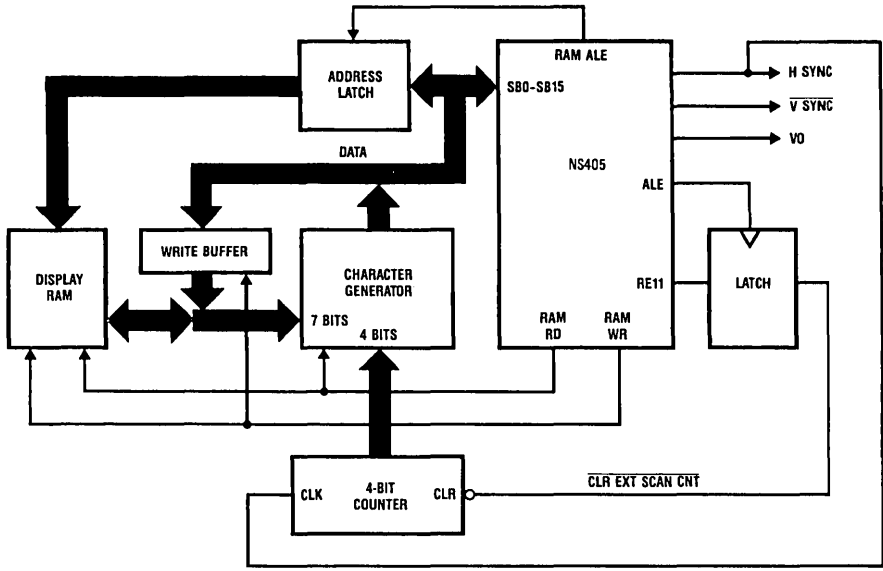 RAM ALE
ADDRESS
LATCH
SB0-SB15
H SYNC
V SYNC
VO
DATA
NS405
ALE
WRITE BUFFER
DISPLAY
RAM
CHARACTER
GENERATOR
7 BITS
4 BITS
RE11
LATCH
RAM
RD
RAM
WR
CLK
4-BIT
COUNTER
CLR
CLR EXT SCAN CNT